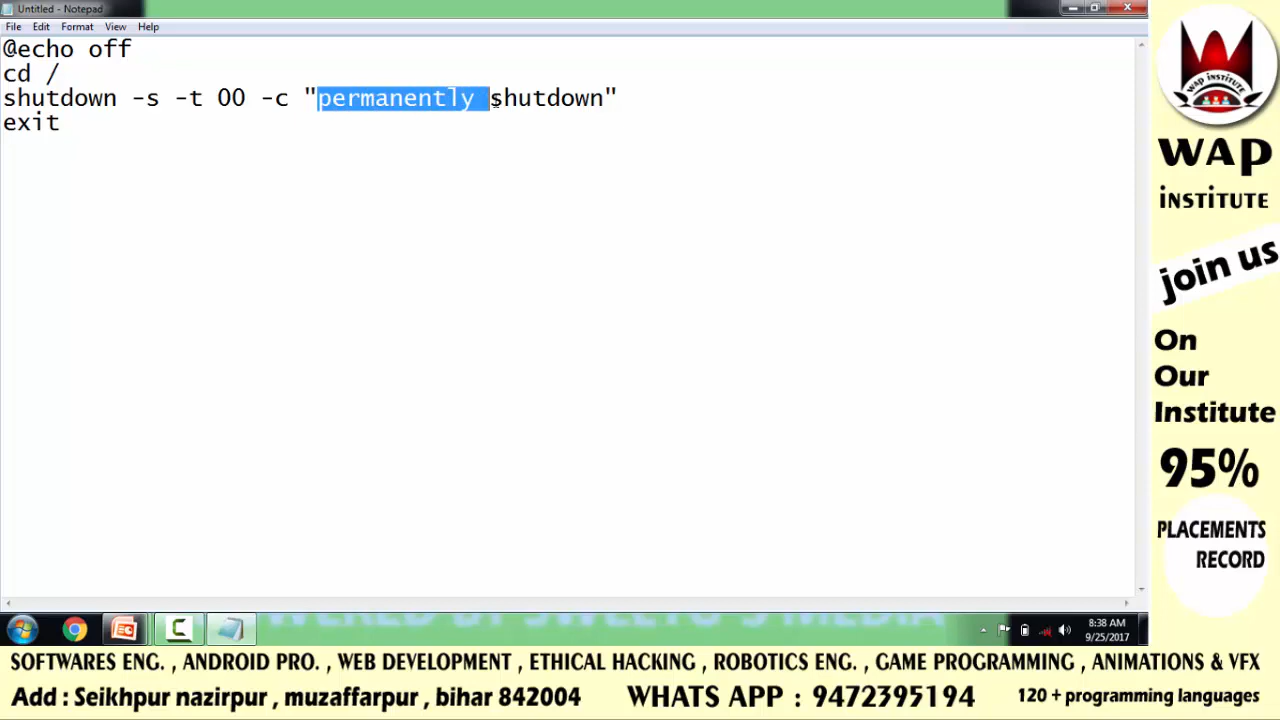 Untitled - Notepad
File Edit Format View Help
@echo off
cd /
shutdown -s -t 00 -c "permanently shutdown"
exit
wap institute
WAP
institute
join us
On
Our
Institute
95%
PLACEMENTS
RECORD
8:38 AM
9/25/2017
SOFTWARES ENG. , ANDROID PRO. , WEB DEVELOPMENT , ETHICAL HACKING , ROBOTICS ENG. , GAME PROGRAMMING , ANIMATIONS & VFX
Add : Seikhpur nazirpur , muzaffarpur , bihar 842004 WHATS APP : 9472395194 120 + programming languages